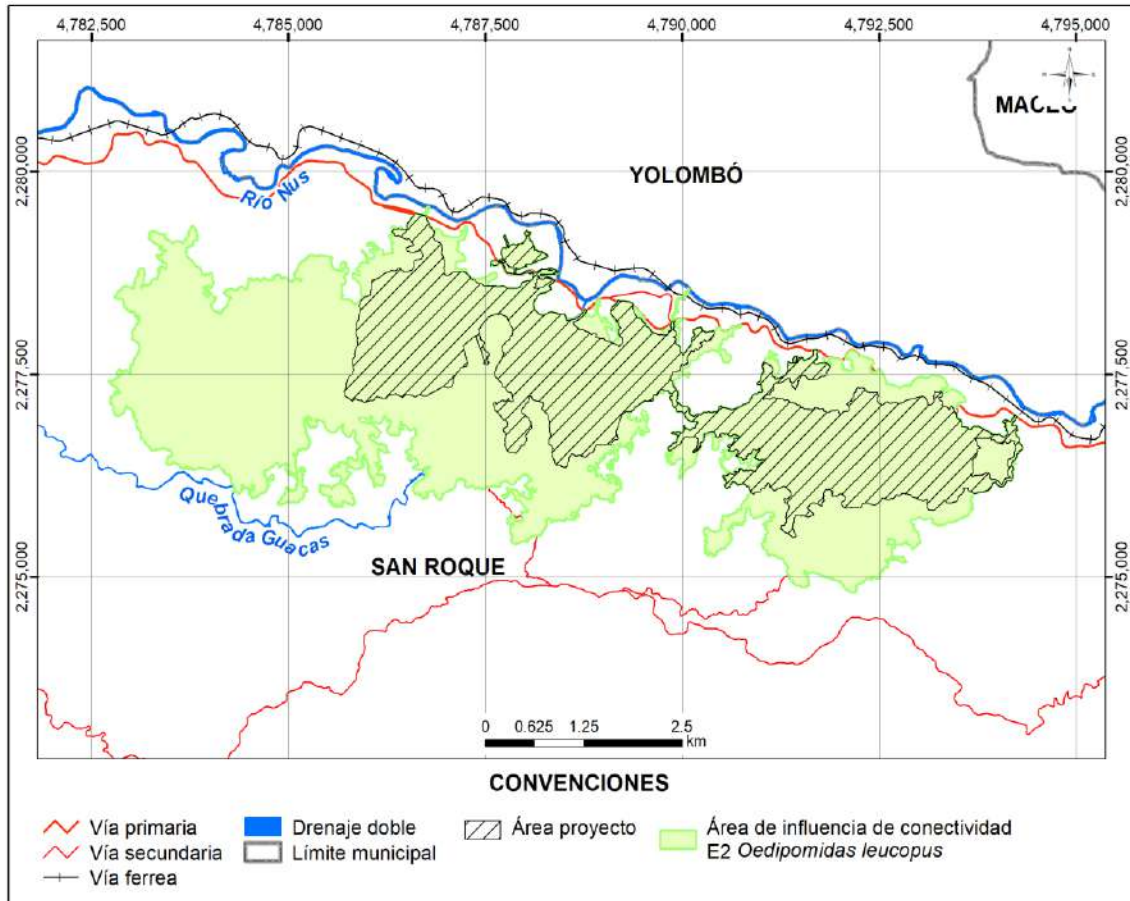 4,782,500 4,785,000 4,787,500 4,790,000 4,792,500 4,795,000
2,280,000 2,280,000
2,277,500 2,277,500
2,275,000 2,275,000
YOLOMBÓ
Río Nus
Quebrada Guacas
SAN ROQUE
0 0.625 1.25 2.5
km
CONVENCIONES
Vía primaria
Vía secundaria
Vía ferrea
Drenaje doble
Límite municipal
Área proyecto
Área de influencia de conectividad
E2 Oedipomidas leucopus